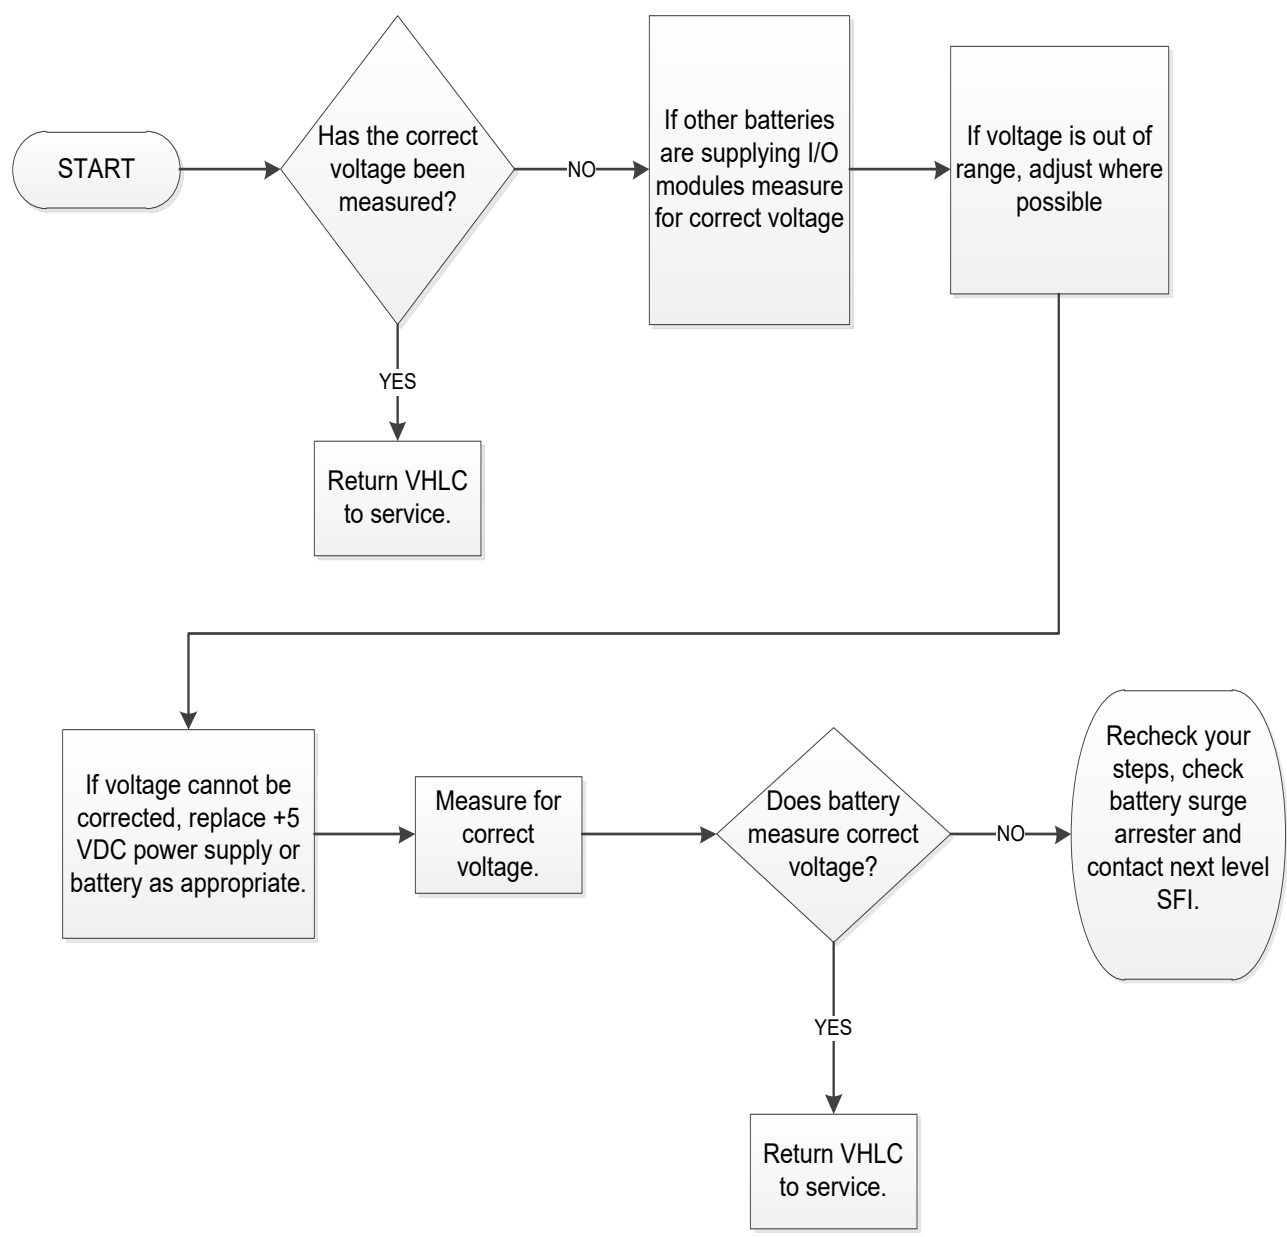 START
Has the correct
voltage been
measured?
NO
If other batteries
are supplying I/O
modules measure
for correct voltage
If voltage is out of
range, adjust where
possible
YES
Return VHLC
to service.
If voltage cannot be
corrected, replace +5
VDC power supply or
battery as appropriate.
Measure for
correct
voltage.
Does battery
measure correct
voltage?
NO
Recheck your
steps, check
battery surge
arrester and
contact next level
SFI.
YES
Return VHLC
to service.